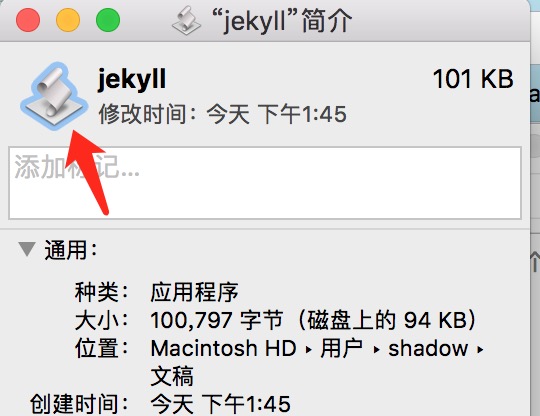 “jekyll”简介
jekyll 101 KB
修改时间：今天 下午1:45
添加标记...
通用：
种类： 应用程序
大小： 100,797 字节（磁盘上的 94 KB）
位置： Macintosh HD ▸ 用户 ▸ shadow ▸
文稿
创建时间： 今天 下午1:45